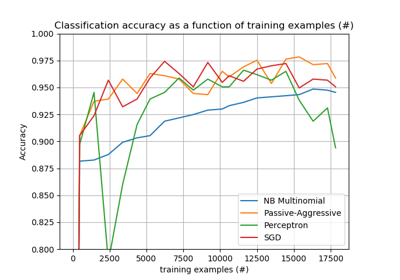 Classification accuracy as a function of training examples (#)
1.000
0.975
0.950
0.925
0.900
0.875
0.850
0.825
0.800
Accuracy
0
2500
5000
7500
10000
12500
15000
17500
training examples (#)
NB Multinomial
Passive-Aggressive
Perceptron
SGD